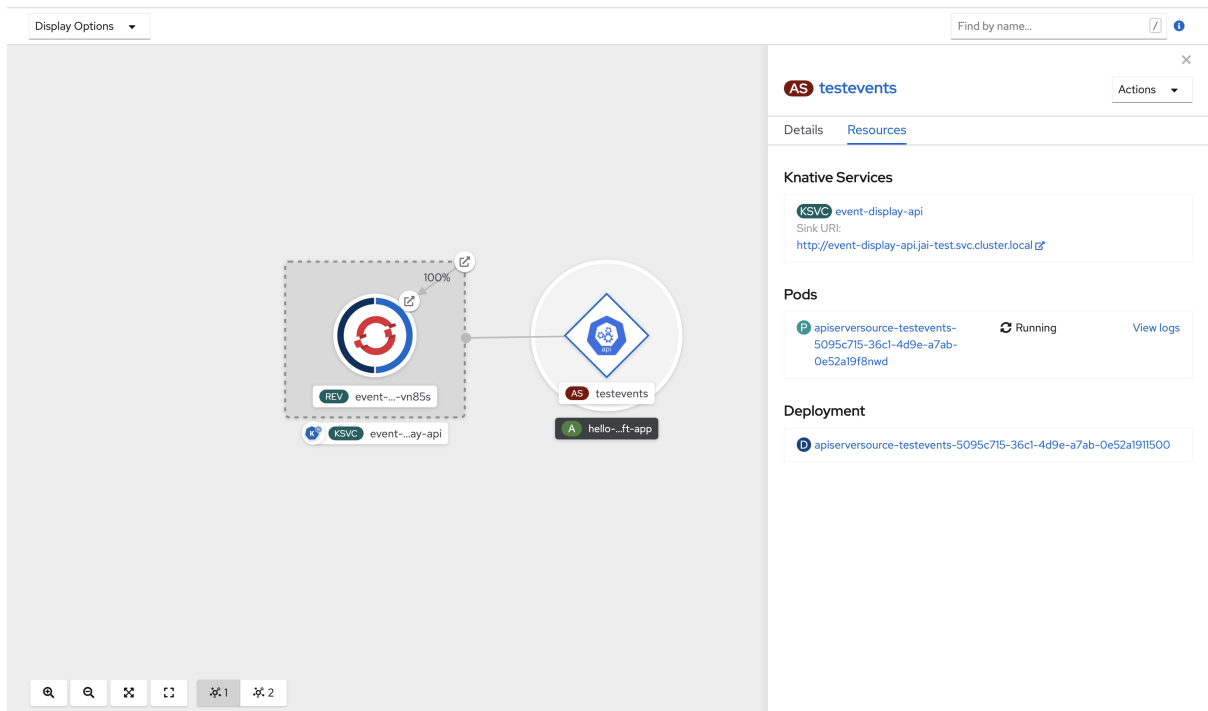 Display Options
Find by name...
/
i
AS testevents
Actions
Details
Resources
Knative Services
KSVC event-display-api
Sink URI:
http://event-display-api.jai-test.svc.cluster.local
Pods
P apiserversource-testevents-
5095c715-36c1-4d9e-a7ab-
0e52a19f8nwd
Running
View logs
Deployment
D apiserversource-testevents-5095c715-36c1-4d9e-a7ab-0e52a1911500
100%
api
REV event-...-vn85s
AS testevents
K KSVC event-...ay-api
A hello-...ft-app
1
2